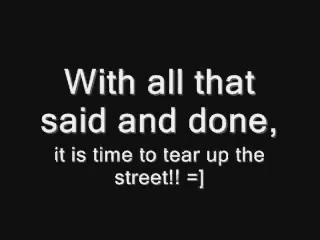 With all that
said and done,
it is time to tear up the
street!! =]